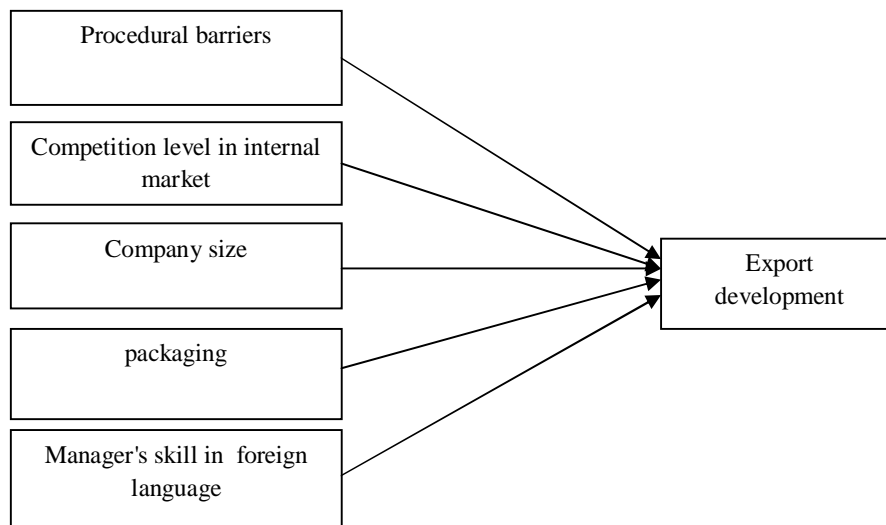 Procedural barriers
Competition level in internal
market
Company size
packaging
Manager's skill in  foreign
language
Export
development